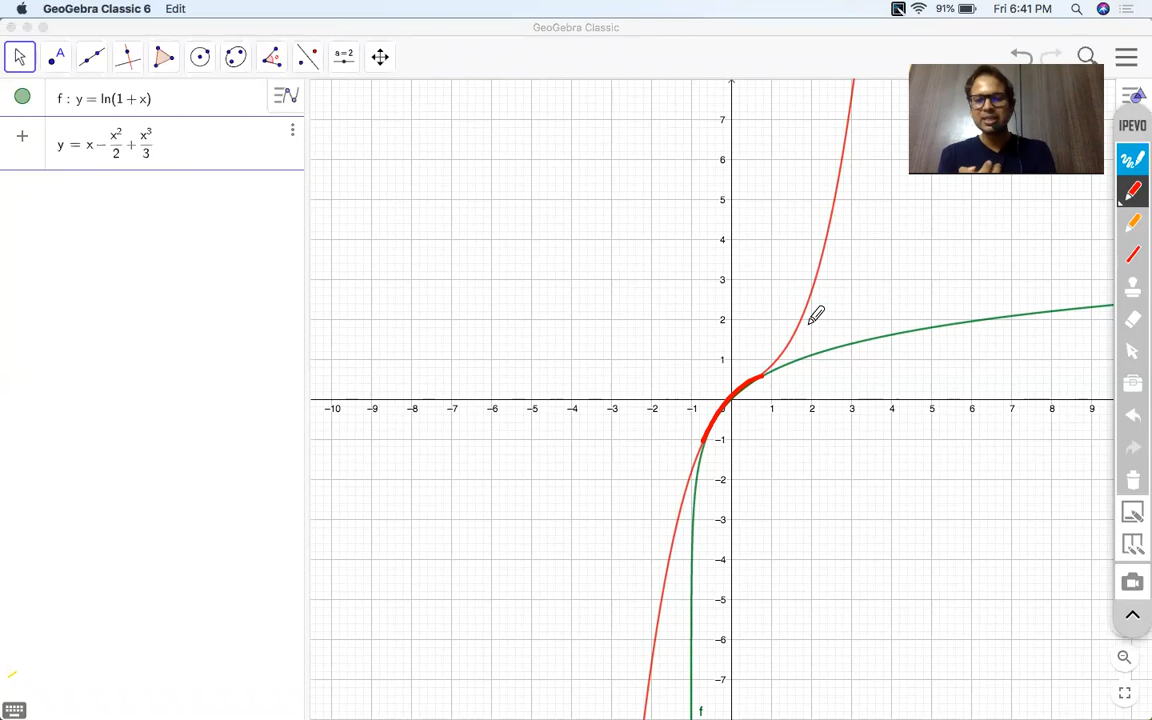 GeoGebra Classic 6 Edit 91% Fri 6:41 PM
GeoGebra Classic
A a=2
f : y = ln(1 + x)
y = x − x²/2 + x³/3
IPEVO
7
6
5
4
3
2
1
−10 −9 −8 −7 −6 −5 −4 −3 −2 −1 0 1 2 3 4 5 6 7 8 9
−1
−2
−3
−4
−5
−6
−7
f